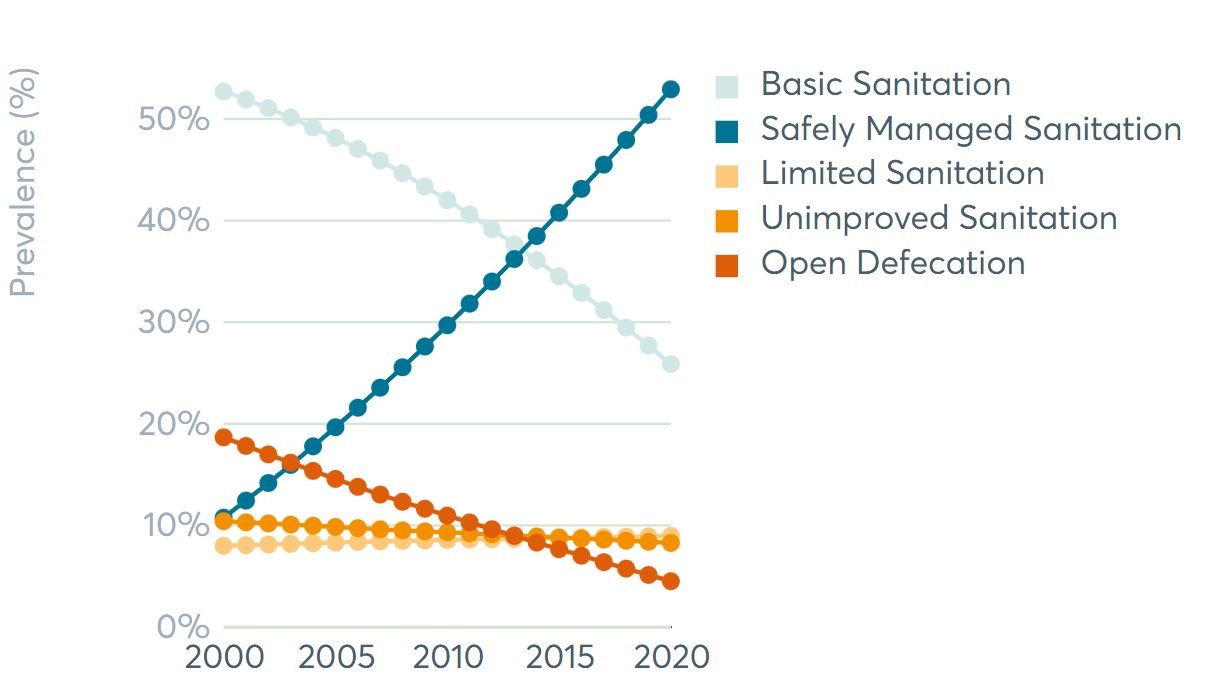 Prevalence (%)
50%
40%
30%
20%
10%
0%
2000 2005 2010 2015 2020
Basic Sanitation
Safely Managed Sanitation
Limited Sanitation
Unimproved Sanitation
Open Defecation